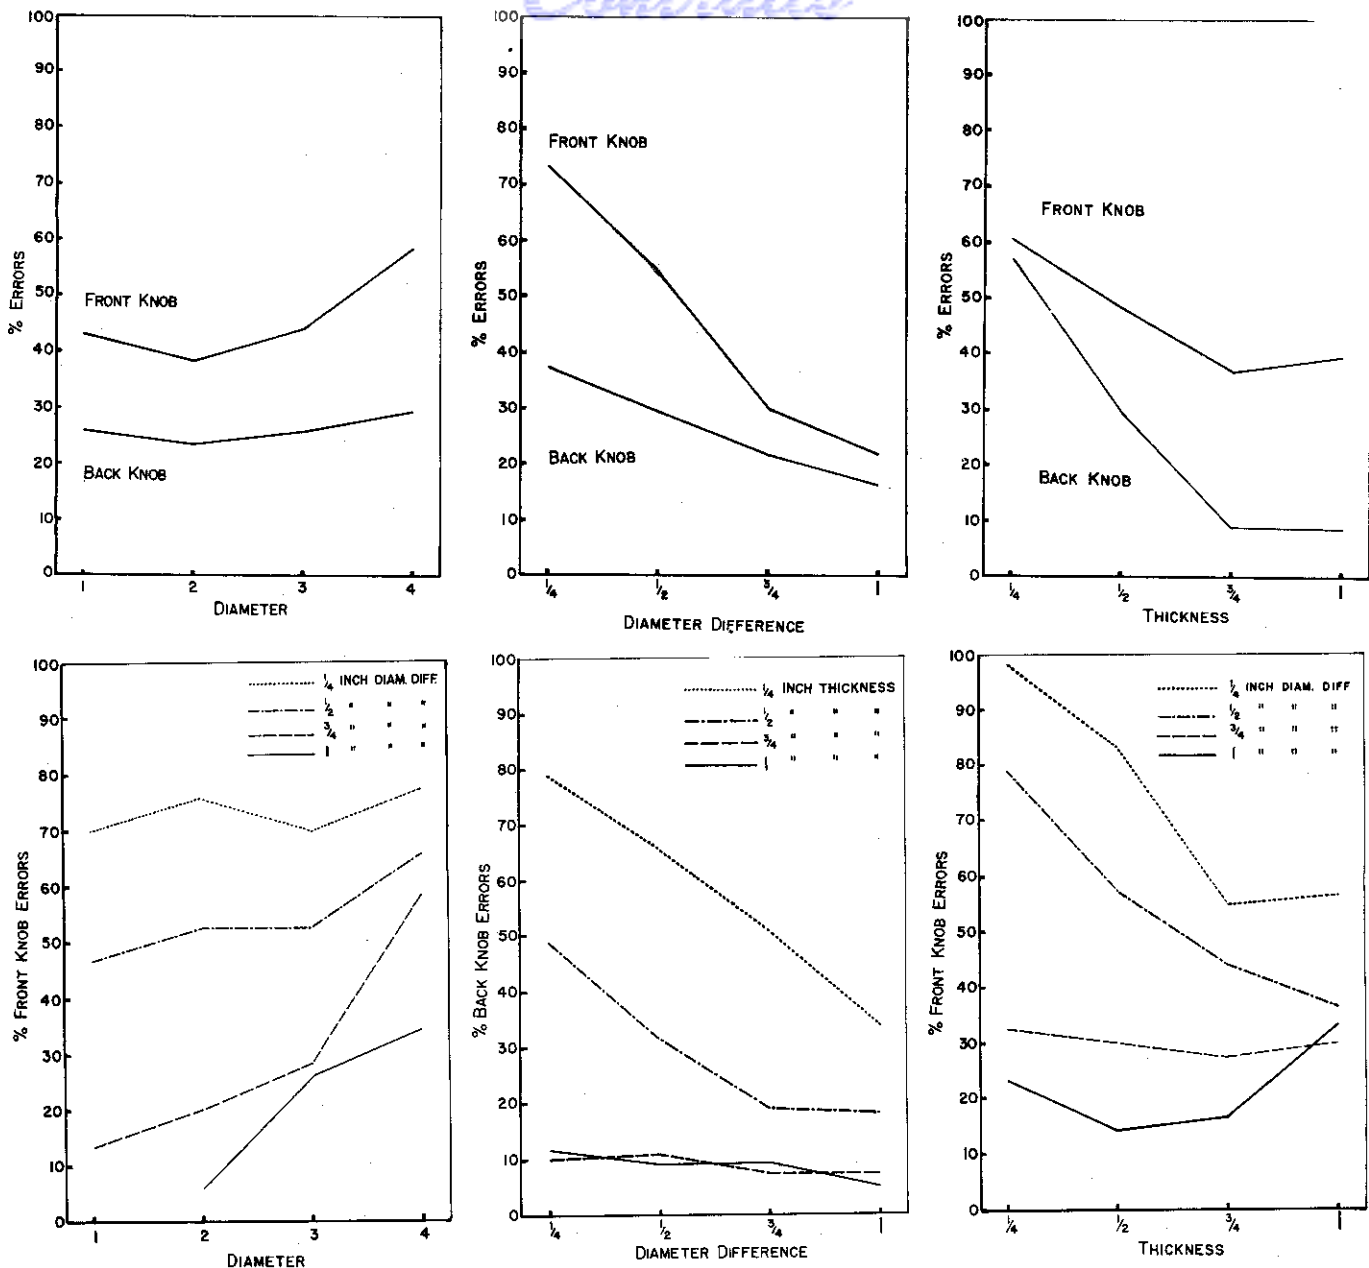 100
90
80
70
60
50
40
30
20
10
0
% ERRORS
FRONT KNOB
BACK KNOB
1 2 3 4
DIAMETER
100
90
80
70
60
50
40
30
20
10
0
% ERRORS
FRONT KNOB
BACK KNOB
1/4 1/2 3/4 1
DIAMETER DIFFERENCE
100
90
80
70
60
50
40
30
20
10
0
% ERRORS
FRONT KNOB
BACK KNOB
1/4 1/2 3/4 1
THICKNESS
100
90
80
70
60
50
40
30
20
10
0
% FRONT KNOB ERRORS
1/4 INCH DIAM. DIFF.
1/2 " " "
3/4 " " "
1 " " "
1 2 3 4
DIAMETER
100
90
80
70
60
50
40
30
20
10
0
% BACK KNOB ERRORS
1/4 INCH THICKNESS
1/2 " " "
3/4 " " "
1 " " "
1/4 1/2 3/4 1
DIAMETER DIFFERENCE
100
90
80
70
60
50
40
30
20
10
0
% FRONT KNOB ERRORS
1/4 INCH DIAM. DIFF
1/2 " " "
3/4 " " "
1 " " "
1/4 1/2 3/4 1
THICKNESS